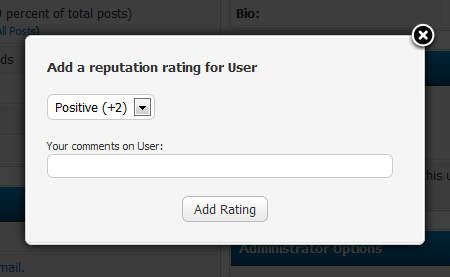 0 percent of total posts)
All Posts)
Bio:
ds
Add a reputation rating for User
Positive (+2)
Your comments on User:
this u
Add Rating
Administrator Options
mail.